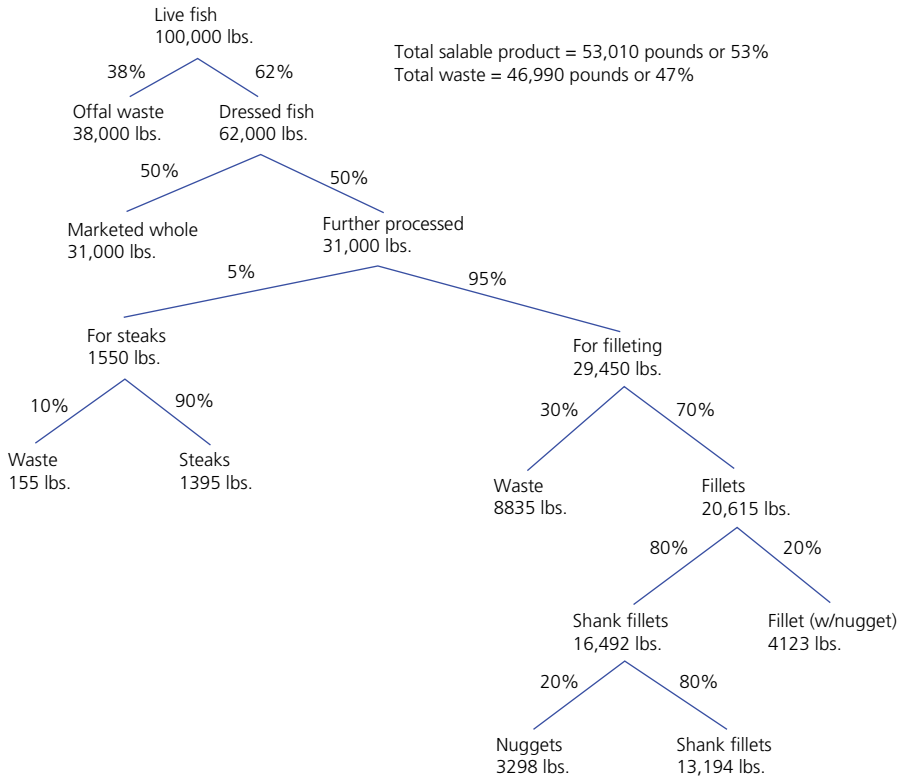 Live fish
100,000 lbs.
Total salable product = 53,010 pounds or 53%
Total waste = 46,990 pounds or 47%
38%
62%
Offal waste
38,000 lbs.
Dressed fish
62,000 lbs.
50%
50%
Marketed whole
31,000 lbs.
Further processed
31,000 lbs.
5%
95%
For steaks
1550 lbs.
For filleting
29,450 lbs.
10%
90%
30%
70%
Waste
155 lbs.
Steaks
1395 lbs.
Waste
8835 lbs.
Fillets
20,615 lbs.
80%
20%
Shank fillets
16,492 lbs.
Fillet (w/nugget)
4123 lbs.
20%
80%
Nuggets
3298 lbs.
Shank fillets
13,194 lbs.